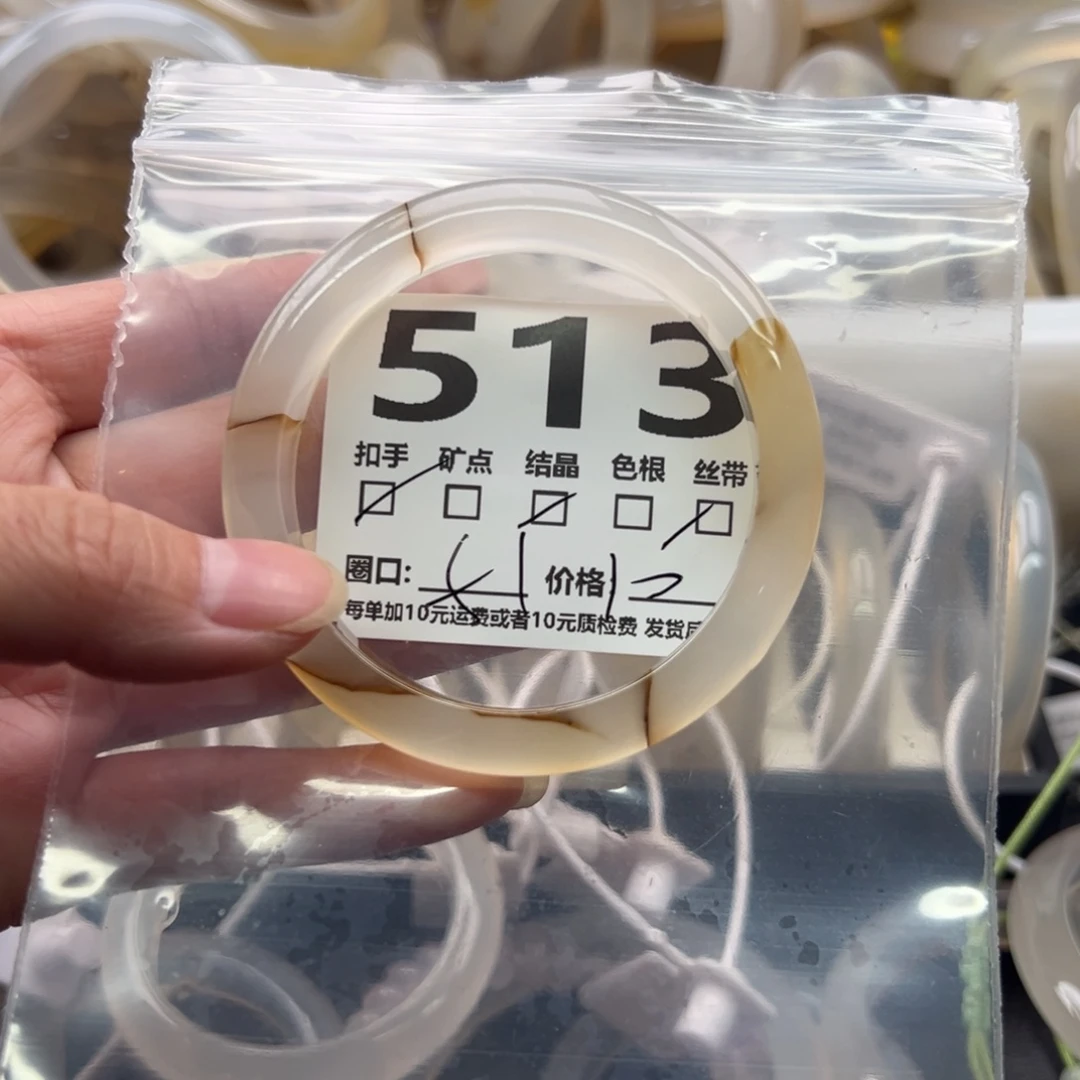 513
扣手 矿点 结晶 色根 丝带
圈口: 价格 12
每单加10元运费或者10元质检费 发货后